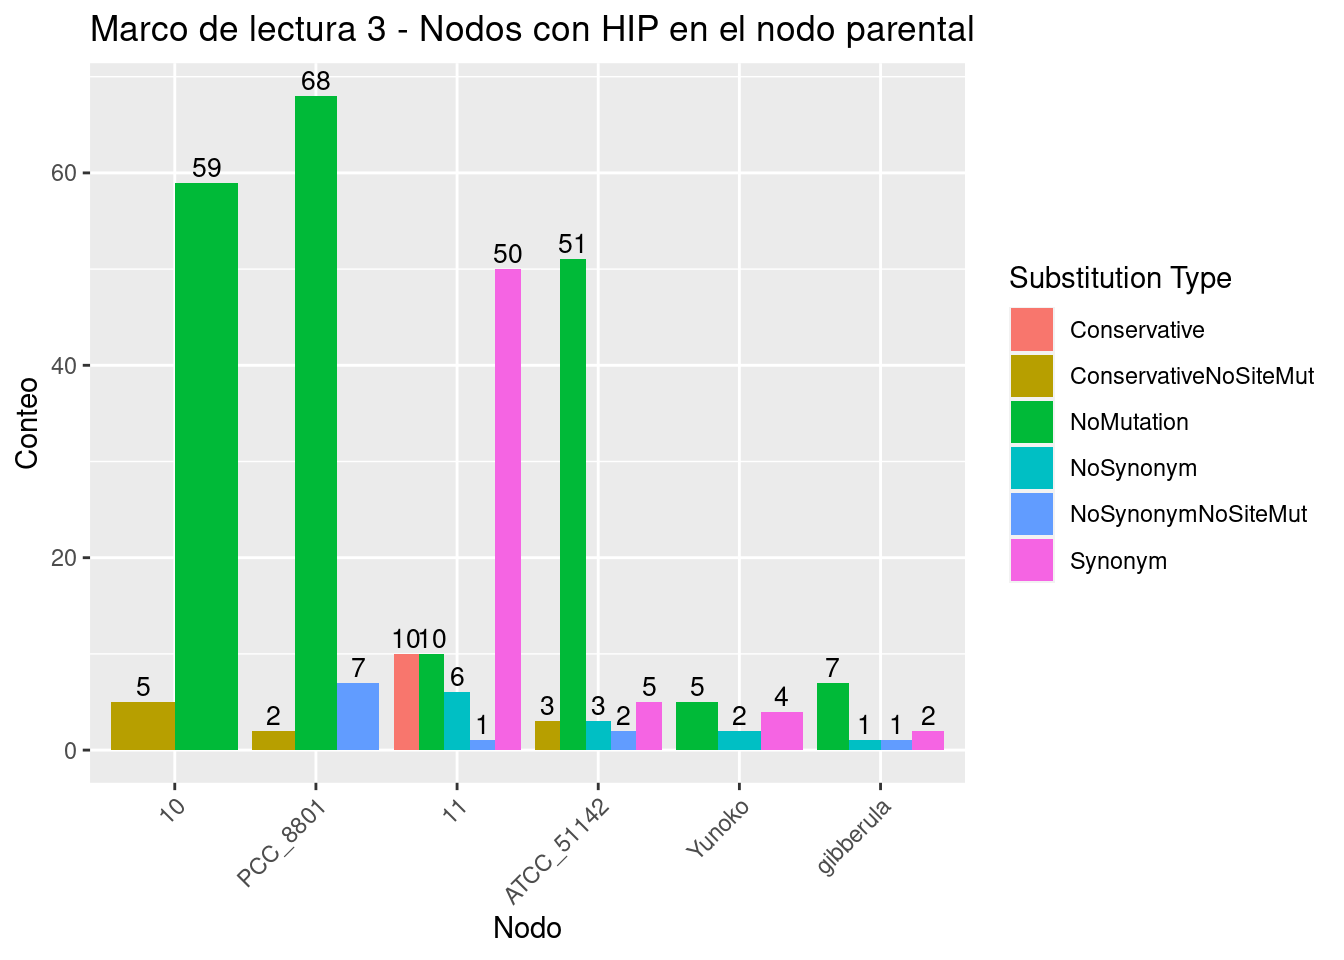 Marco de lectura 3 - Nodos con HIP en el nodo parental
Conteo
60
40
20
0
5
59
2
68
7
10
10
6
1
50
3
51
3
2
5
5
2
4
7
1
1
2
10
PCC_8801
11
ATCC_51142
Yunoko
gibberula
Nodo
Substitution Type
Conservative
ConservativeNoSiteMut
NoMutation
NoSynonym
NoSynonymNoSiteMut
Synonym